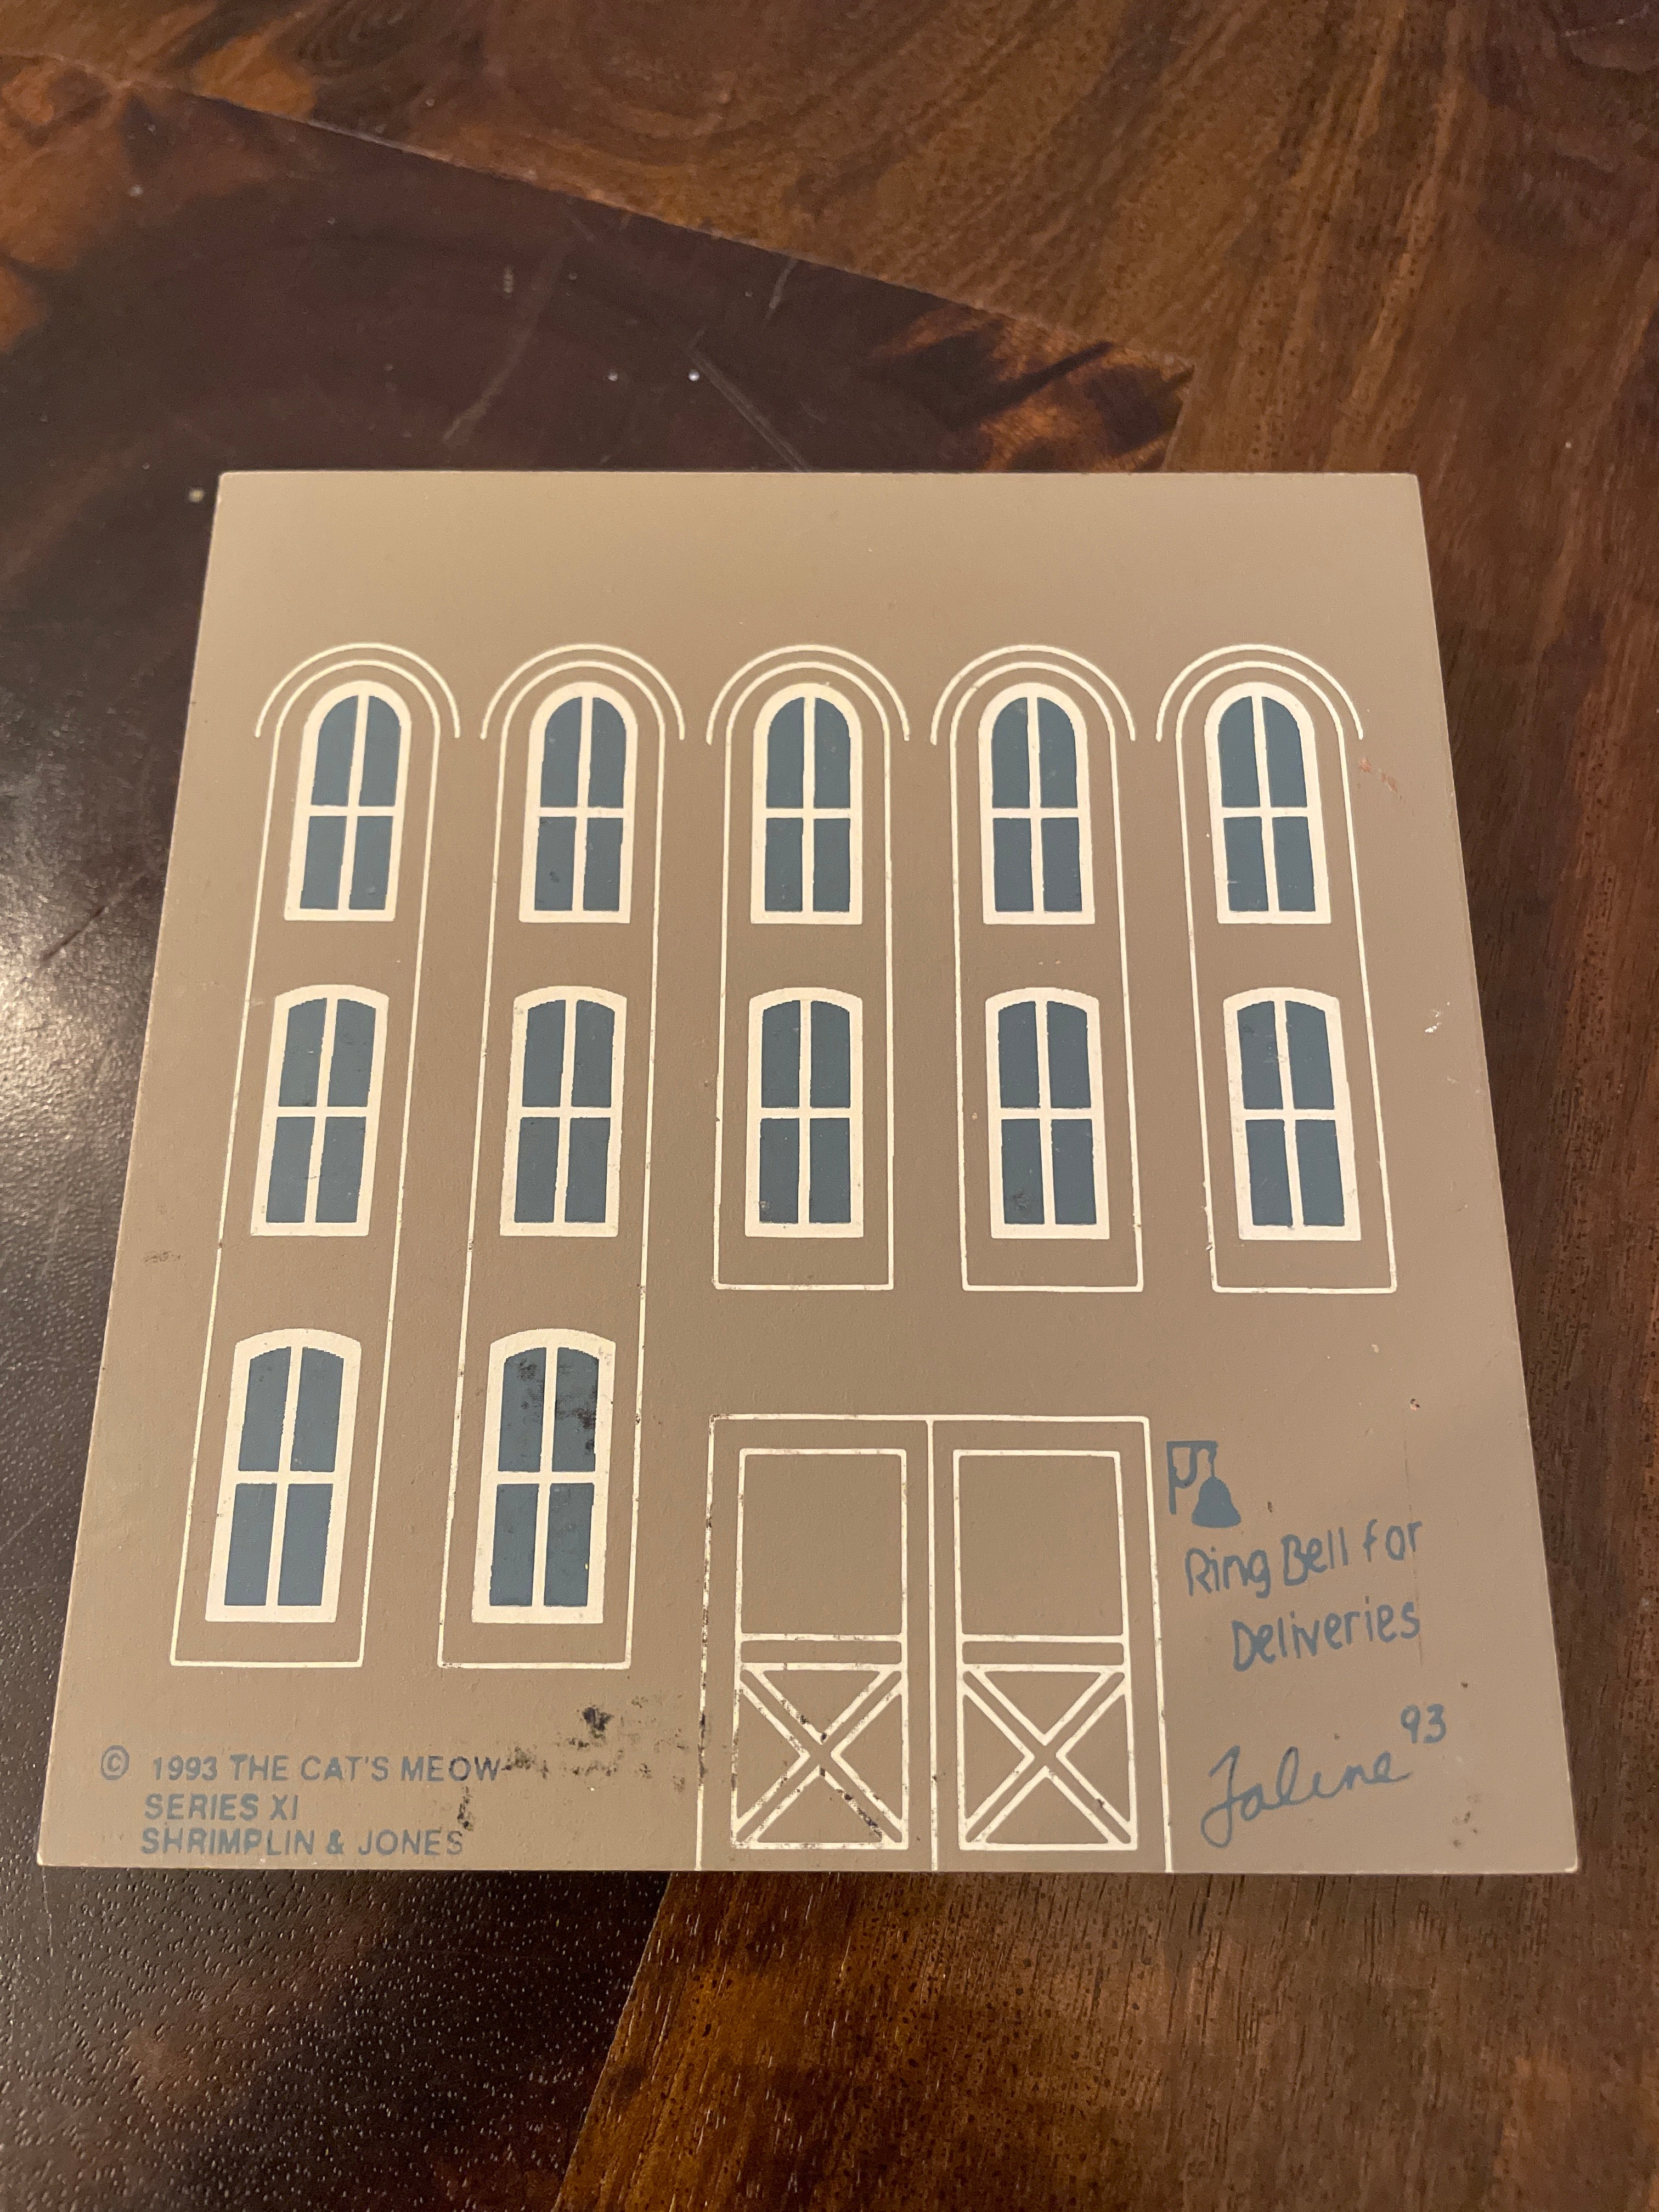 Ring Bell for
Deliveries
Faline 93
© 1993 THE CAT'S MEOW
SERIES XI
SHRIMPLIN & JONES